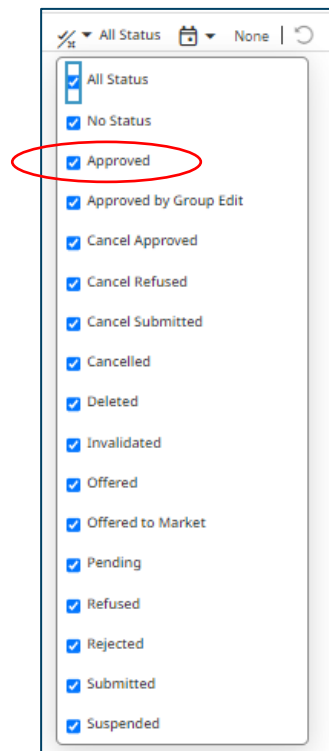 All Status None
All Status
No Status
Approved
Approved by Group Edit
Cancel Approved
Cancel Refused
Cancel Submitted
Cancelled
Deleted
Invalidated
Offered
Offered to Market
Pending
Refused
Rejected
Submitted
Suspended